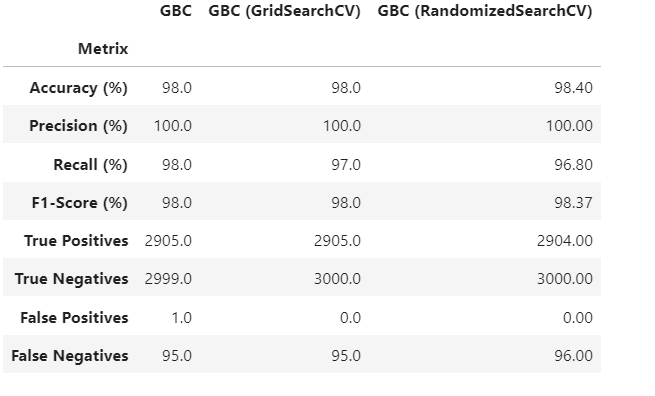 GBC GBC (GridSearchCV) GBC (RandomizedSearchCV)
Metrix
Accuracy (%) 98.0 98.0 98.40
Precision (%) 100.0 100.0 100.00
Recall (%) 98.0 97.0 96.80
F1-Score (%) 98.0 98.0 98.37
True Positives 2905.0 2905.0 2904.00
True Negatives 2999.0 3000.0 3000.00
False Positives 1.0 0.0 0.00
False Negatives 95.0 95.0 96.00